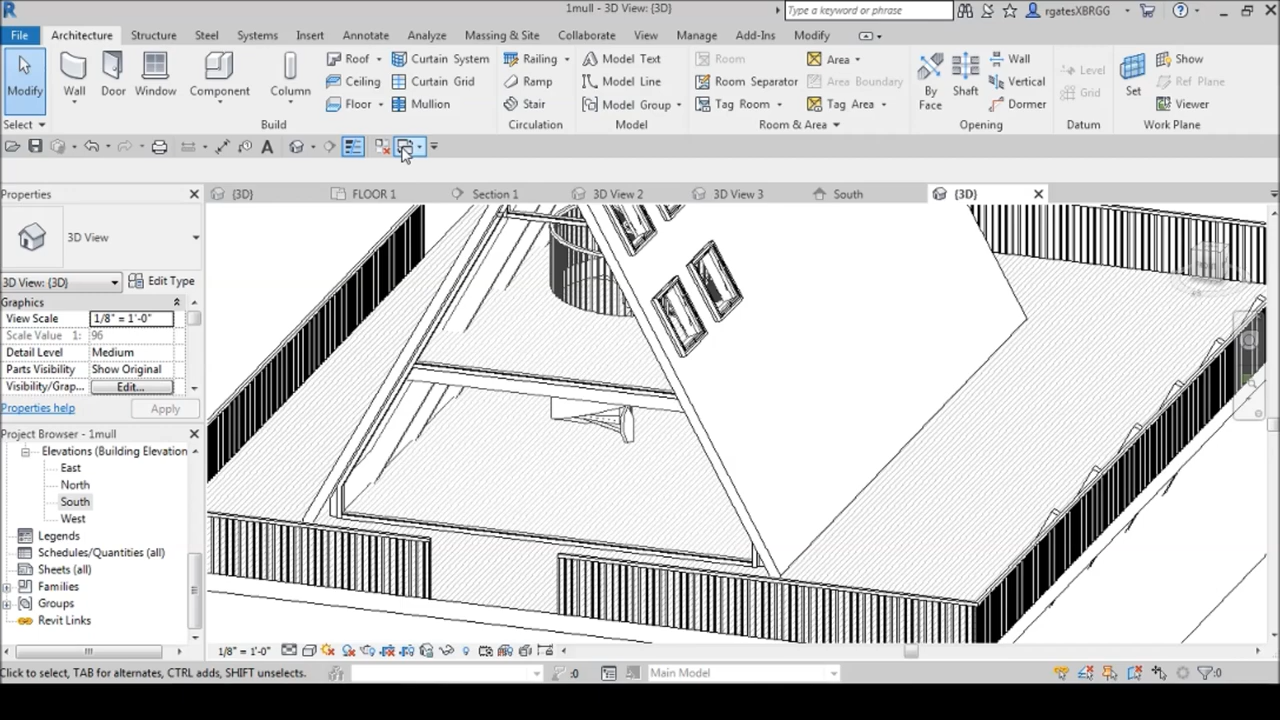 1mull - 3D View: {3D}
Type a keyword or phrase
rgatesXBRGG
File Architecture Structure Steel Systems Insert Annotate Analyze Massing & Site Collaborate View Manage Add-Ins Modify
Modify Wall Door Window Component Column
Roof Curtain System
Ceiling Curtain Grid
Floor Mullion
Railing
Ramp
Stair
Model Text
Model Line
Model Group
Room Area
Room Separator Area Boundary
Tag Room Tag Area
By Face Shaft
Wall
Vertical
Dormer
Level
Grid
Set
Show
Ref Plane
Viewer
Select Build Circulation Model Room & Area Opening Datum Work Plane
Properties
{3D} FLOOR 1 Section 1 3D View 2 3D View 3 South {3D}
3D View
3D View: {3D} Edit Type
Graphics
View Scale 1/8" = 1'-0"
Scale Value 1: 96
Detail Level Medium
Parts Visibility Show Original
Visibility/Grap... Edit...
Properties help Apply
Project Browser - 1mull
Elevations (Building Elevation
East
North
South
West
Legends
Schedules/Quantities (all)
Sheets (all)
Families
Groups
Revit Links
1/8" = 1'-0"
Click to select, TAB for alternates, CTRL adds, SHIFT unselects.
:0
Main Model
:0